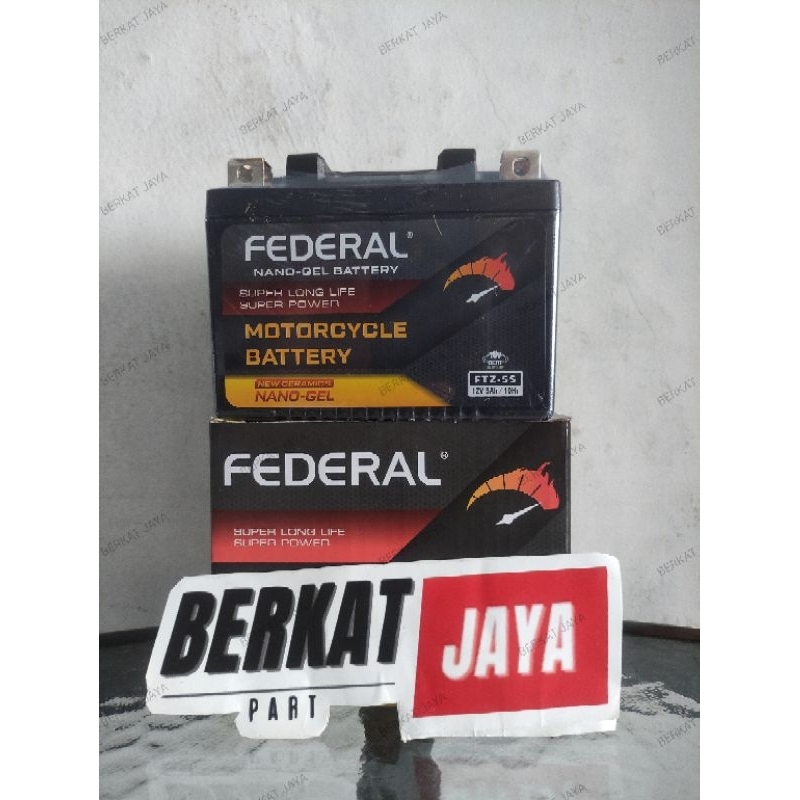 FEDERAL®
NANO-GEL BATTERY
SUPER LONG LIFE
SUPER POWER
MOTORCYCLE
BATTERY
NEW CERAMICS
NANO-GEL
FTZ-5S
12V 5Ah / 10Hr
FEDERAL®
SUPER LONG LIFE
SUPER POWER
BERKAT JAYA
PART
BERKAT JAYA